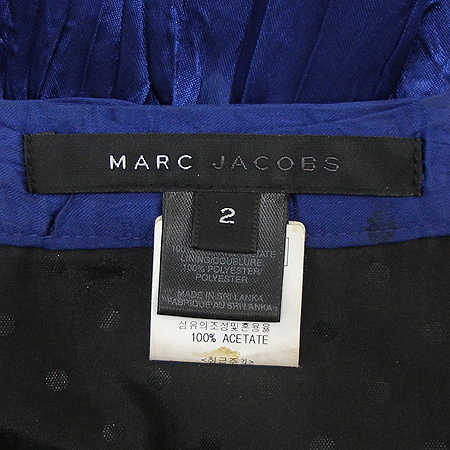 MARC JACOBS
2
LINING/DOUBLURE:
100% POLYESTER/
POLYESTER
MADE IN SRI LANKA/
FABRIQUE AU SRI LANKA
섬유의조성및혼용율
100% ACETATE